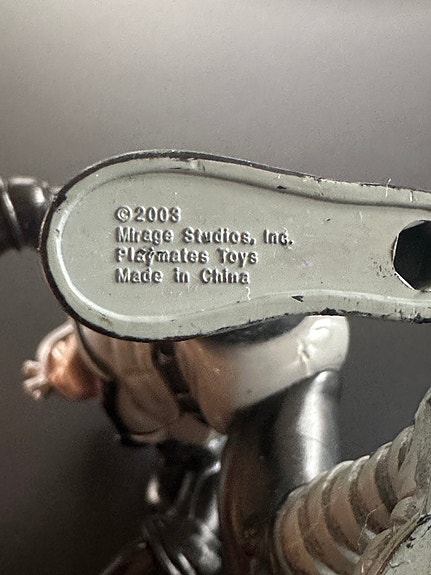 ©2003
Mirage Studios, Inc.
Playmates Toys
Made in China